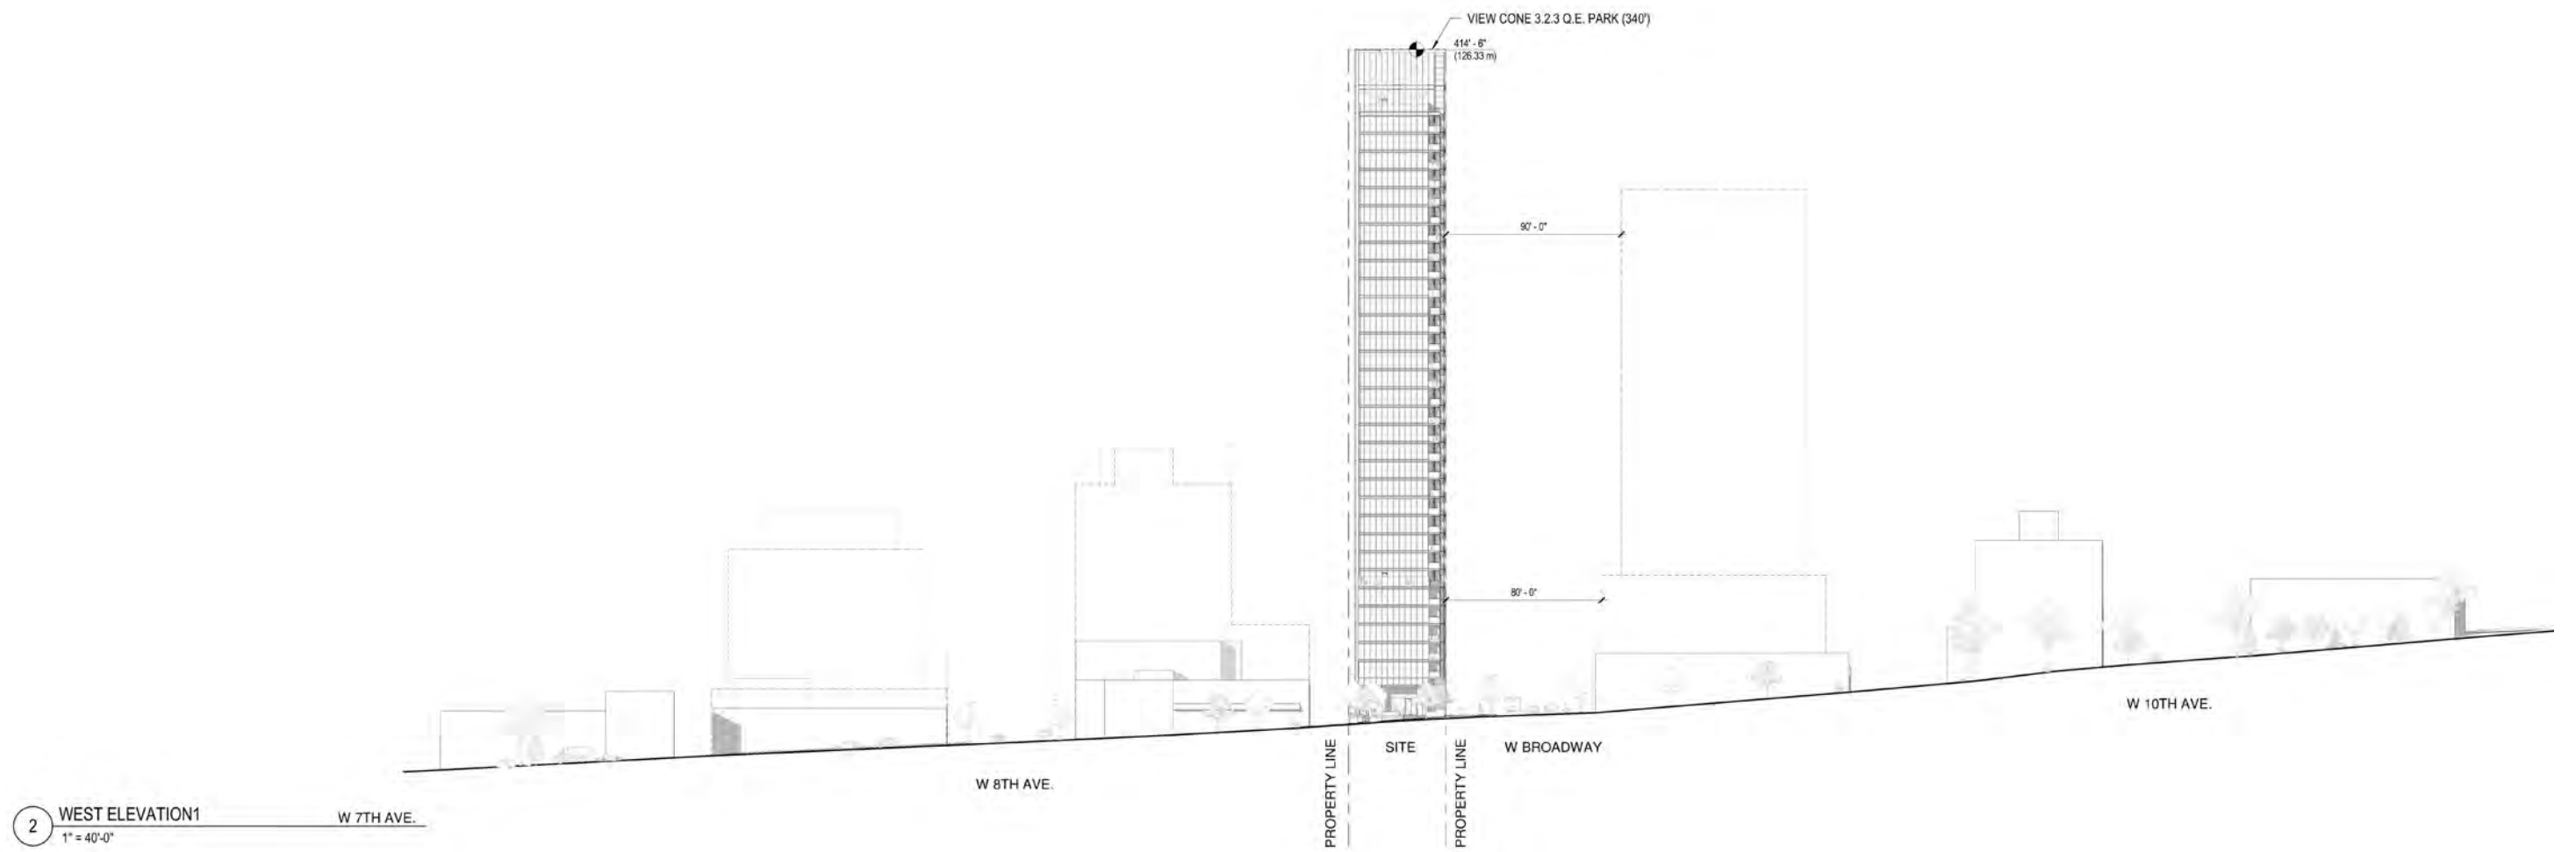 VIEW CONE 3.2.3 Q.E. PARK (340')
414' - 6"
(126.33 m)
90' - 0"
80' - 0"
W 10TH AVE.
SITE
W BROADWAY
PROPERTY LINE
PROPERTY LINE
W 8TH AVE.
2
WEST ELEVATION1
W 7TH AVE.
1" = 40'-0"